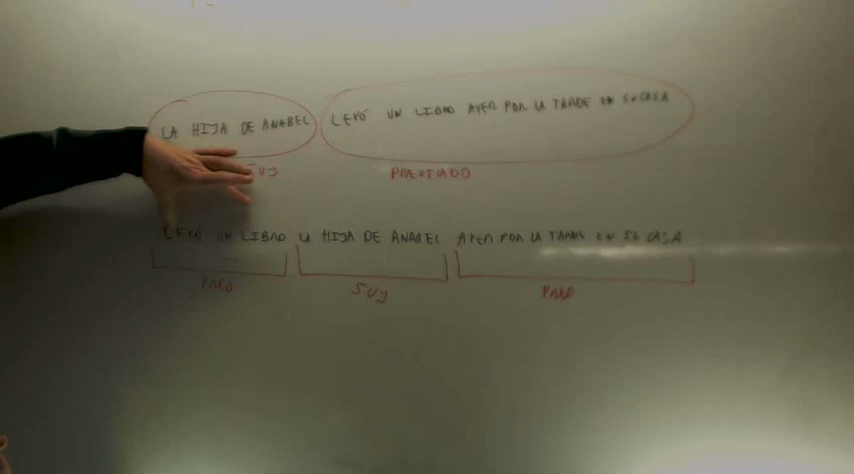 LA HIJA DE ANABEL LEYÓ UN LIBRO AYER POR LA TARDE EN SU CASA
SUJ PREDICADO
LEYÓ UN LIBRO LA HIJA DE ANABEL AYER POR LA TARDE EN SU CASA
PRED SUJ PRED